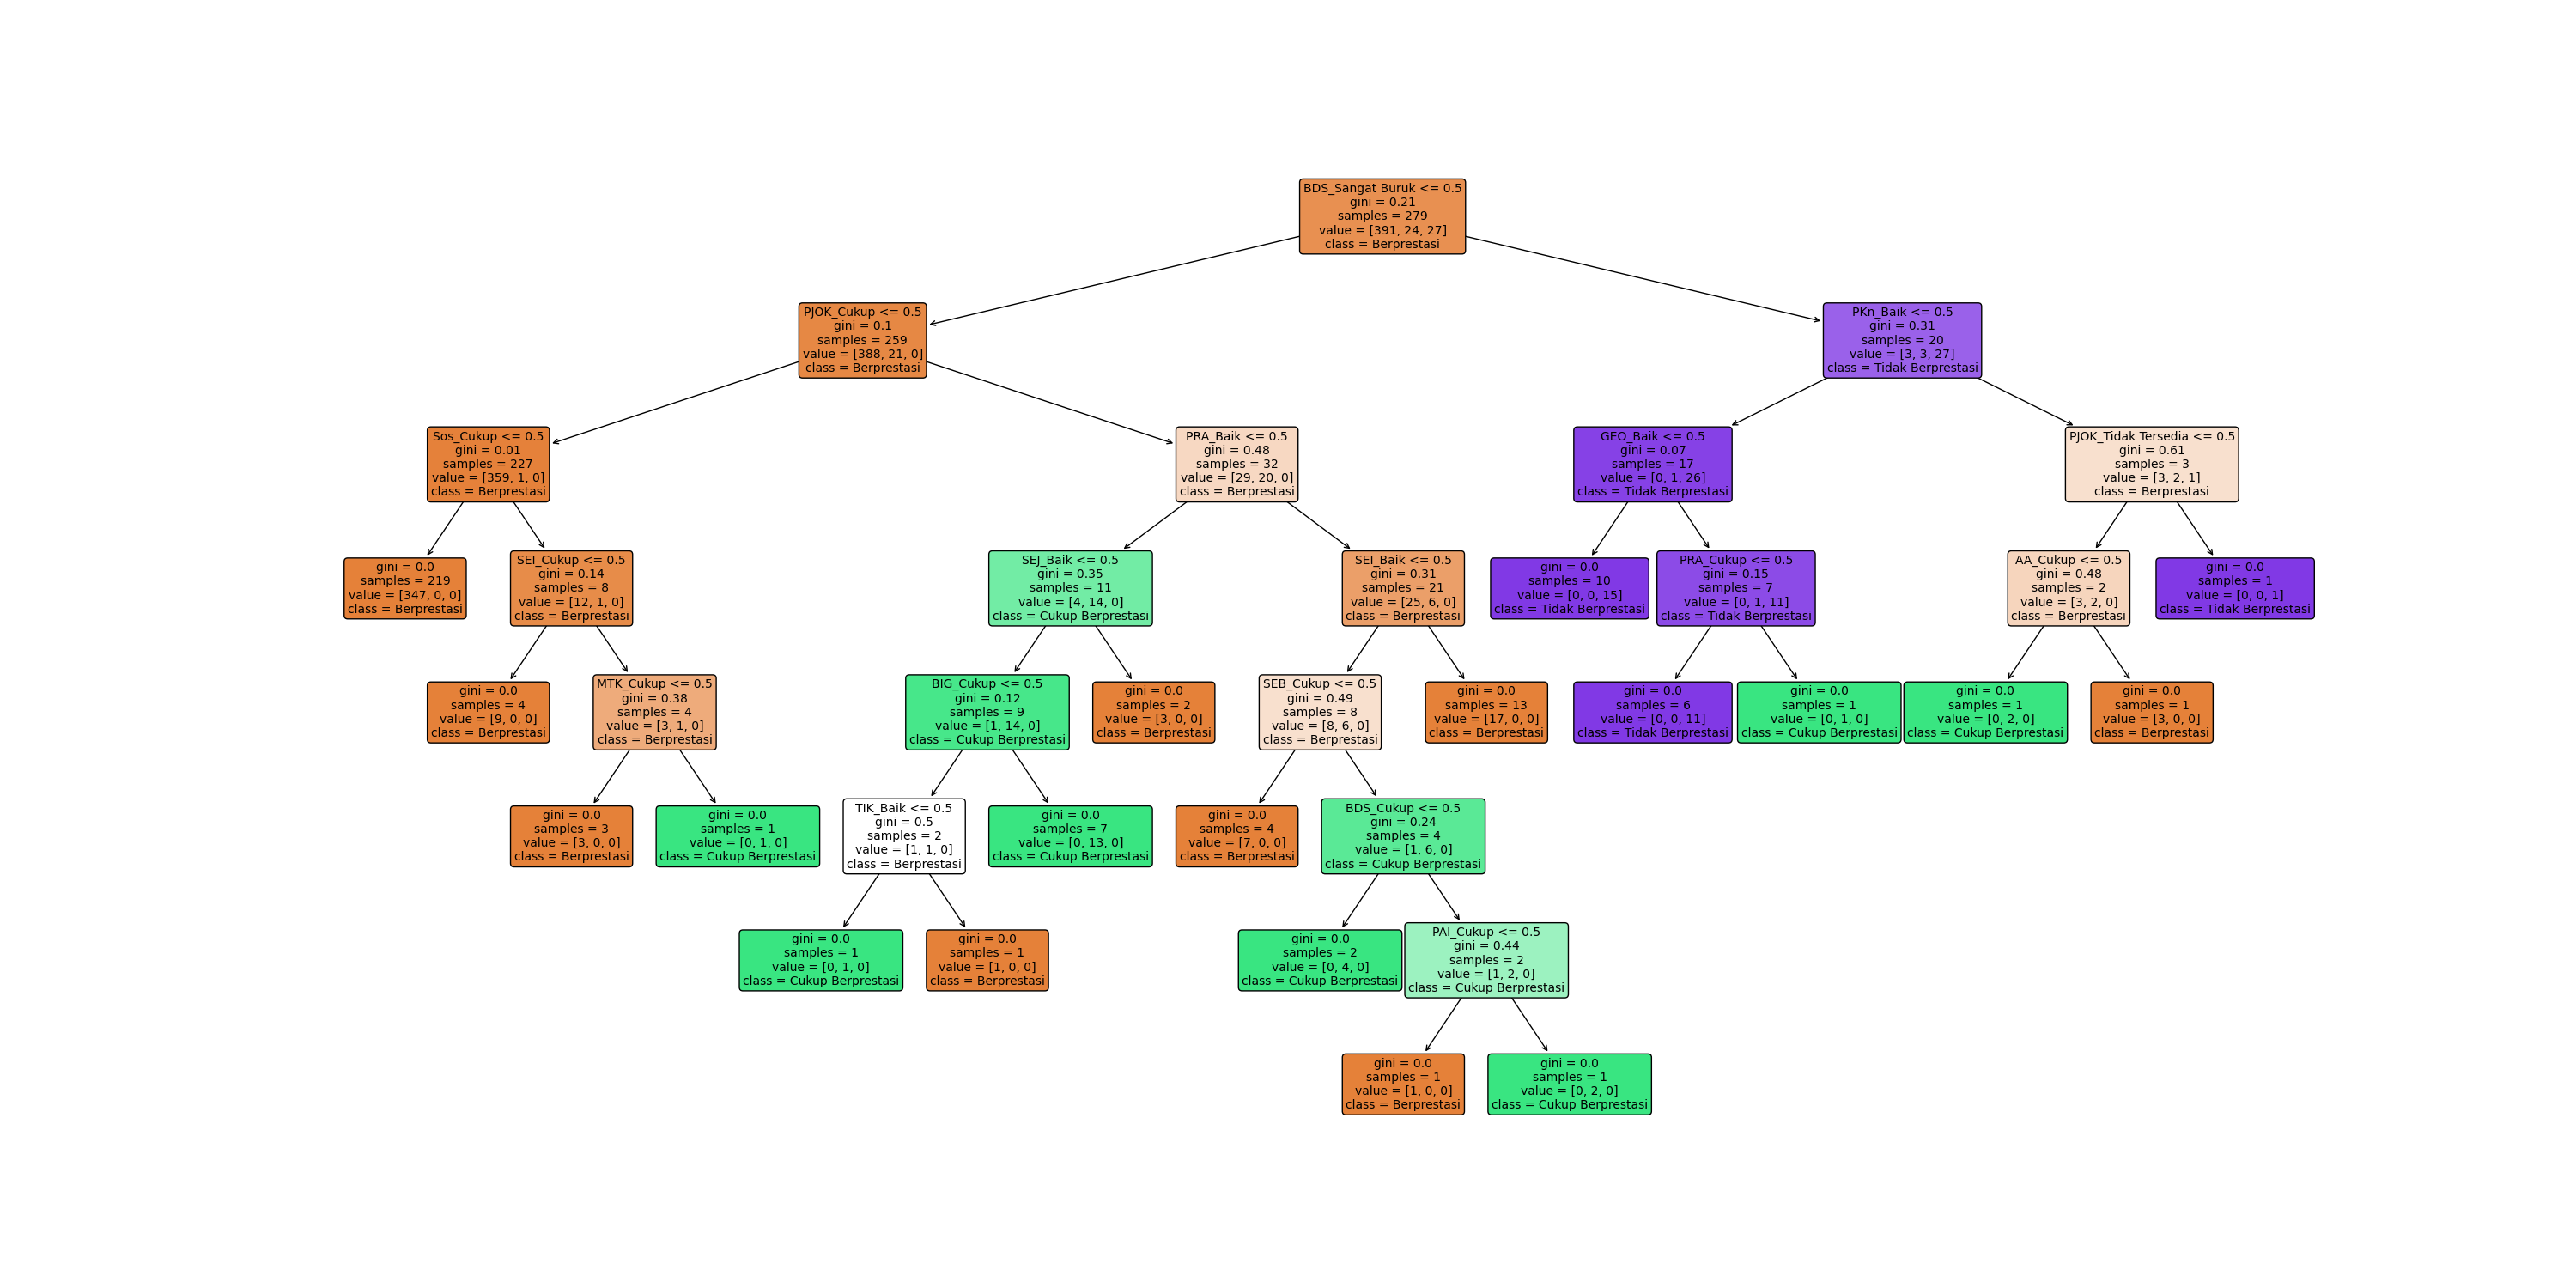 BDS_Sangat Buruk <= 0.5
gini = 0.21
samples = 279
value = [391, 24, 27]
class = Berprestasi
PJOK_Cukup <= 0.5
gini = 0.1
samples = 259
value = [388, 21, 0]
class = Berprestasi
PKn_Baik <= 0.5
gini = 0.31
samples = 20
value = [3, 3, 27]
class = Tidak Berprestasi
Sos_Cukup <= 0.5
gini = 0.01
samples = 227
value = [359, 1, 0]
class = Berprestasi
PRA_Baik <= 0.5
gini = 0.48
samples = 32
value = [29, 20, 0]
class = Berprestasi
GEO_Baik <= 0.5
gini = 0.07
samples = 17
value = [0, 1, 26]
class = Tidak Berprestasi
PJOK_Tidak Tersedia <= 0.5
gini = 0.61
samples = 3
value = [3, 2, 1]
class = Berprestasi
gini = 0.0
samples = 219
value = [347, 0, 0]
class = Berprestasi
SEI_Cukup <= 0.5
gini = 0.14
samples = 8
value = [12, 1, 0]
class = Berprestasi
SEJ_Baik <= 0.5
gini = 0.35
samples = 11
value = [4, 14, 0]
class = Cukup Berprestasi
SEI_Baik <= 0.5
gini = 0.31
samples = 21
value = [25, 6, 0]
class = Berprestasi
gini = 0.0
samples = 10
value = [0, 0, 15]
class = Tidak Berprestasi
PRA_Cukup <= 0.5
gini = 0.15
samples = 7
value = [0, 1, 11]
class = Tidak Berprestasi
AA_Cukup <= 0.5
gini = 0.48
samples = 2
value = [3, 2, 0]
class = Berprestasi
gini = 0.0
samples = 1
value = [0, 0, 1]
class = Tidak Berprestasi
gini = 0.0
samples = 4
value = [9, 0, 0]
class = Berprestasi
MTK_Cukup <= 0.5
gini = 0.38
samples = 4
value = [3, 1, 0]
class = Berprestasi
BIG_Cukup <= 0.5
gini = 0.12
samples = 9
value = [1, 14, 0]
class = Cukup Berprestasi
gini = 0.0
samples = 2
value = [3, 0, 0]
class = Berprestasi
SEB_Cukup <= 0.5
gini = 0.49
samples = 8
value = [8, 6, 0]
class = Berprestasi
gini = 0.0
samples = 13
value = [17, 0, 0]
class = Berprestasi
gini = 0.0
samples = 6
value = [0, 0, 11]
class = Tidak Berprestasi
gini = 0.0
samples = 1
value = [0, 1, 0]
class = Cukup Berprestasi
gini = 0.0
samples = 1
value = [0, 2, 0]
class = Cukup Berprestasi
gini = 0.0
samples = 1
value = [3, 0, 0]
class = Berprestasi
gini = 0.0
samples = 3
value = [3, 0, 0]
class = Berprestasi
gini = 0.0
samples = 1
value = [0, 1, 0]
class = Cukup Berprestasi
TIK_Baik <= 0.5
gini = 0.5
samples = 2
value = [1, 1, 0]
class = Berprestasi
gini = 0.0
samples = 7
value = [0, 13, 0]
class = Cukup Berprestasi
gini = 0.0
samples = 4
value = [7, 0, 0]
class = Berprestasi
BDS_Cukup <= 0.5
gini = 0.24
samples = 4
value = [1, 6, 0]
class = Cukup Berprestasi
gini = 0.0
samples = 1
value = [0, 1, 0]
class = Cukup Berprestasi
gini = 0.0
samples = 1
value = [1, 0, 0]
class = Berprestasi
gini = 0.0
samples = 2
value = [0, 4, 0]
class = Cukup Berprestasi
PAI_Cukup <= 0.5
gini = 0.44
samples = 2
value = [1, 2, 0]
class = Cukup Berprestasi
gini = 0.0
samples = 1
value = [1, 0, 0]
class = Berprestasi
gini = 0.0
samples = 1
value = [0, 2, 0]
class = Cukup Berprestasi